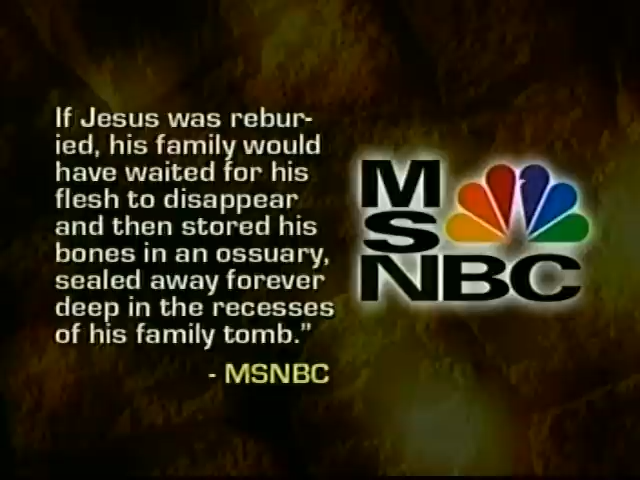 If Jesus was rebur-
ied, his family would
have waited for his
flesh to disappear
and then stored his
bones in an ossuary,
sealed away forever
deep in the recesses
of his family tomb.”
- MSNBC
M
S
NBC